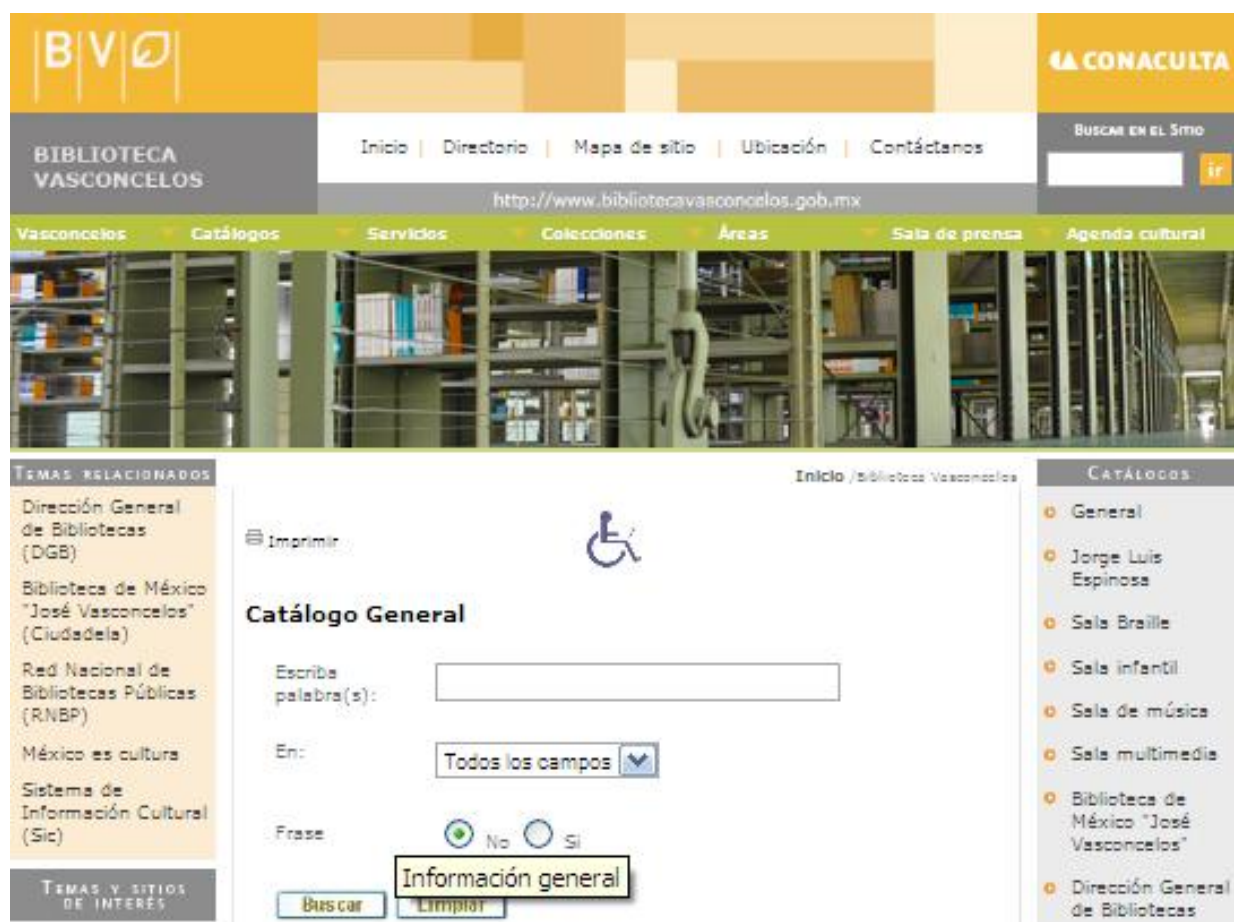 BV
CONACULTA
BIBLIOTECA
VASCONCELOS
Inicio | Directorio | Mapa de sitio | Ubicación | Contáctanos
BUSCAR EN EL SITIO
ir
http://www.bibliotecavasconcelos.gob.mx
Vasconcelos Catálogos Servicios Colecciones Áreas Sala de prensa Agenda cultural
TEMAS RELACIONADOS
Dirección General
de Bibliotecas
(DGB)
Biblioteca de México
"José Vasconcelos"
(Ciudadela)
Red Nacional de
Bibliotecas Públicas
(RNBP)
México es cultura
Sistema de
Información Cultural
(Sic)
TEMAS Y SITIOS
DE INTERÉS
Inicio /Biblioteca Vasconcelos
Imprimir
Catálogo General
Escriba
palabra(s):
En:
Todos los campos
Frase
No Si
Información general
Buscar Limpiar
CATÁLOGOS
General
Jorge Luis
Espinosa
Sala Braille
Sala infantil
Sala de música
Sala multimedia
Biblioteca de
México "José
Vasconcelos"
Dirección General
de Bibliotecas